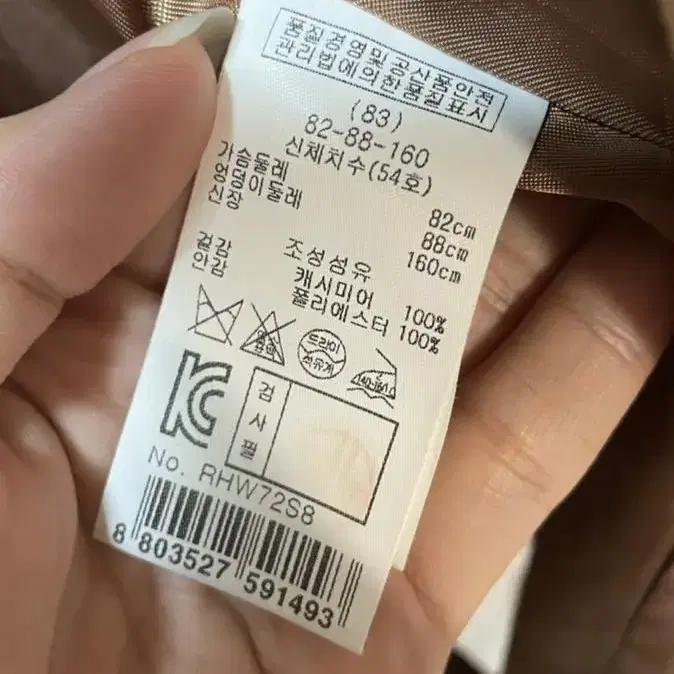 품질경영및공산품안전
관리법에의한품질표시
(83)
82-88-160
신체치수(54호)
가슴둘레 82cm
엉덩이둘레 88cm
신장 160cm
조성섬유
겉감 캐시미어 100%
안감 폴리에스터 100%
드라이
석유계
검
사
필
No. RHW72S8
8 803527 591493